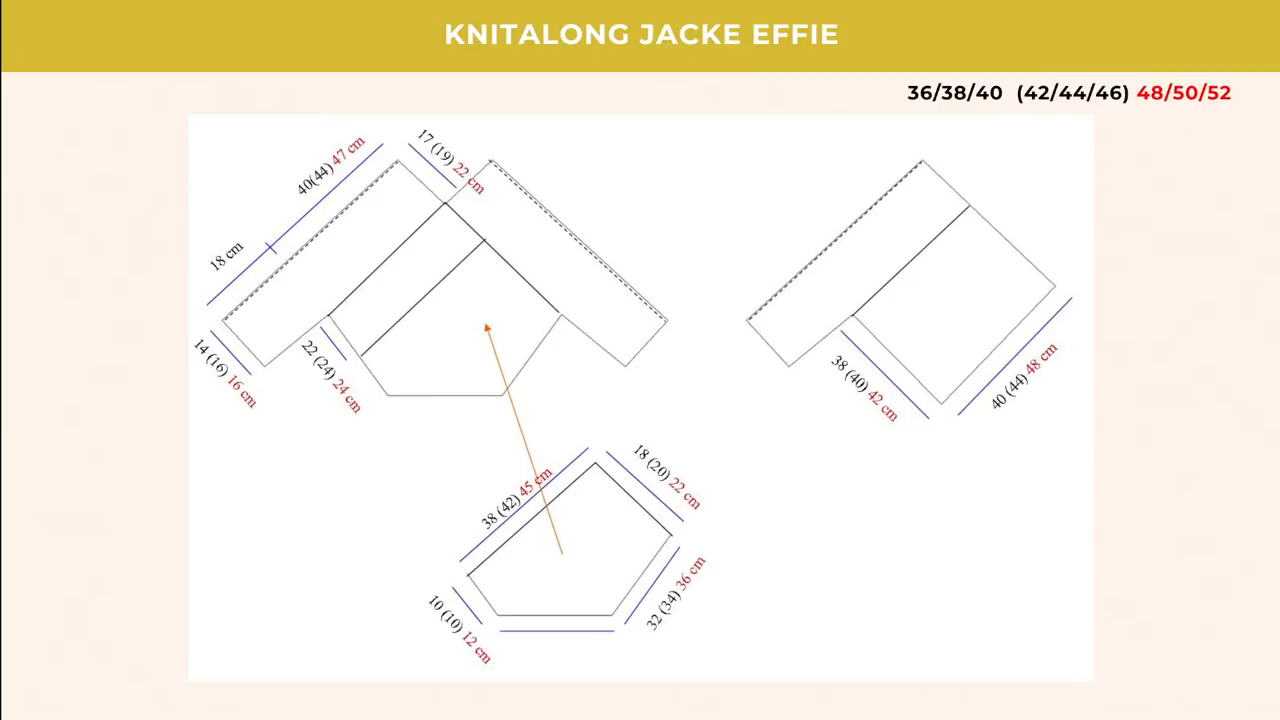 KNITALONG JACKE EFFIE
36/38/40 (42/44/46) 48/50/52
17 (19) 22 cm
40(44) 47 cm
18 cm
14 (16) 16 cm
22 (24) 24 cm
38 (40) 42 cm
40 (44) 48 cm
38 (42) 45 cm
18 (20) 22 cm
10 (10) 12 cm
32 (34) 36 cm